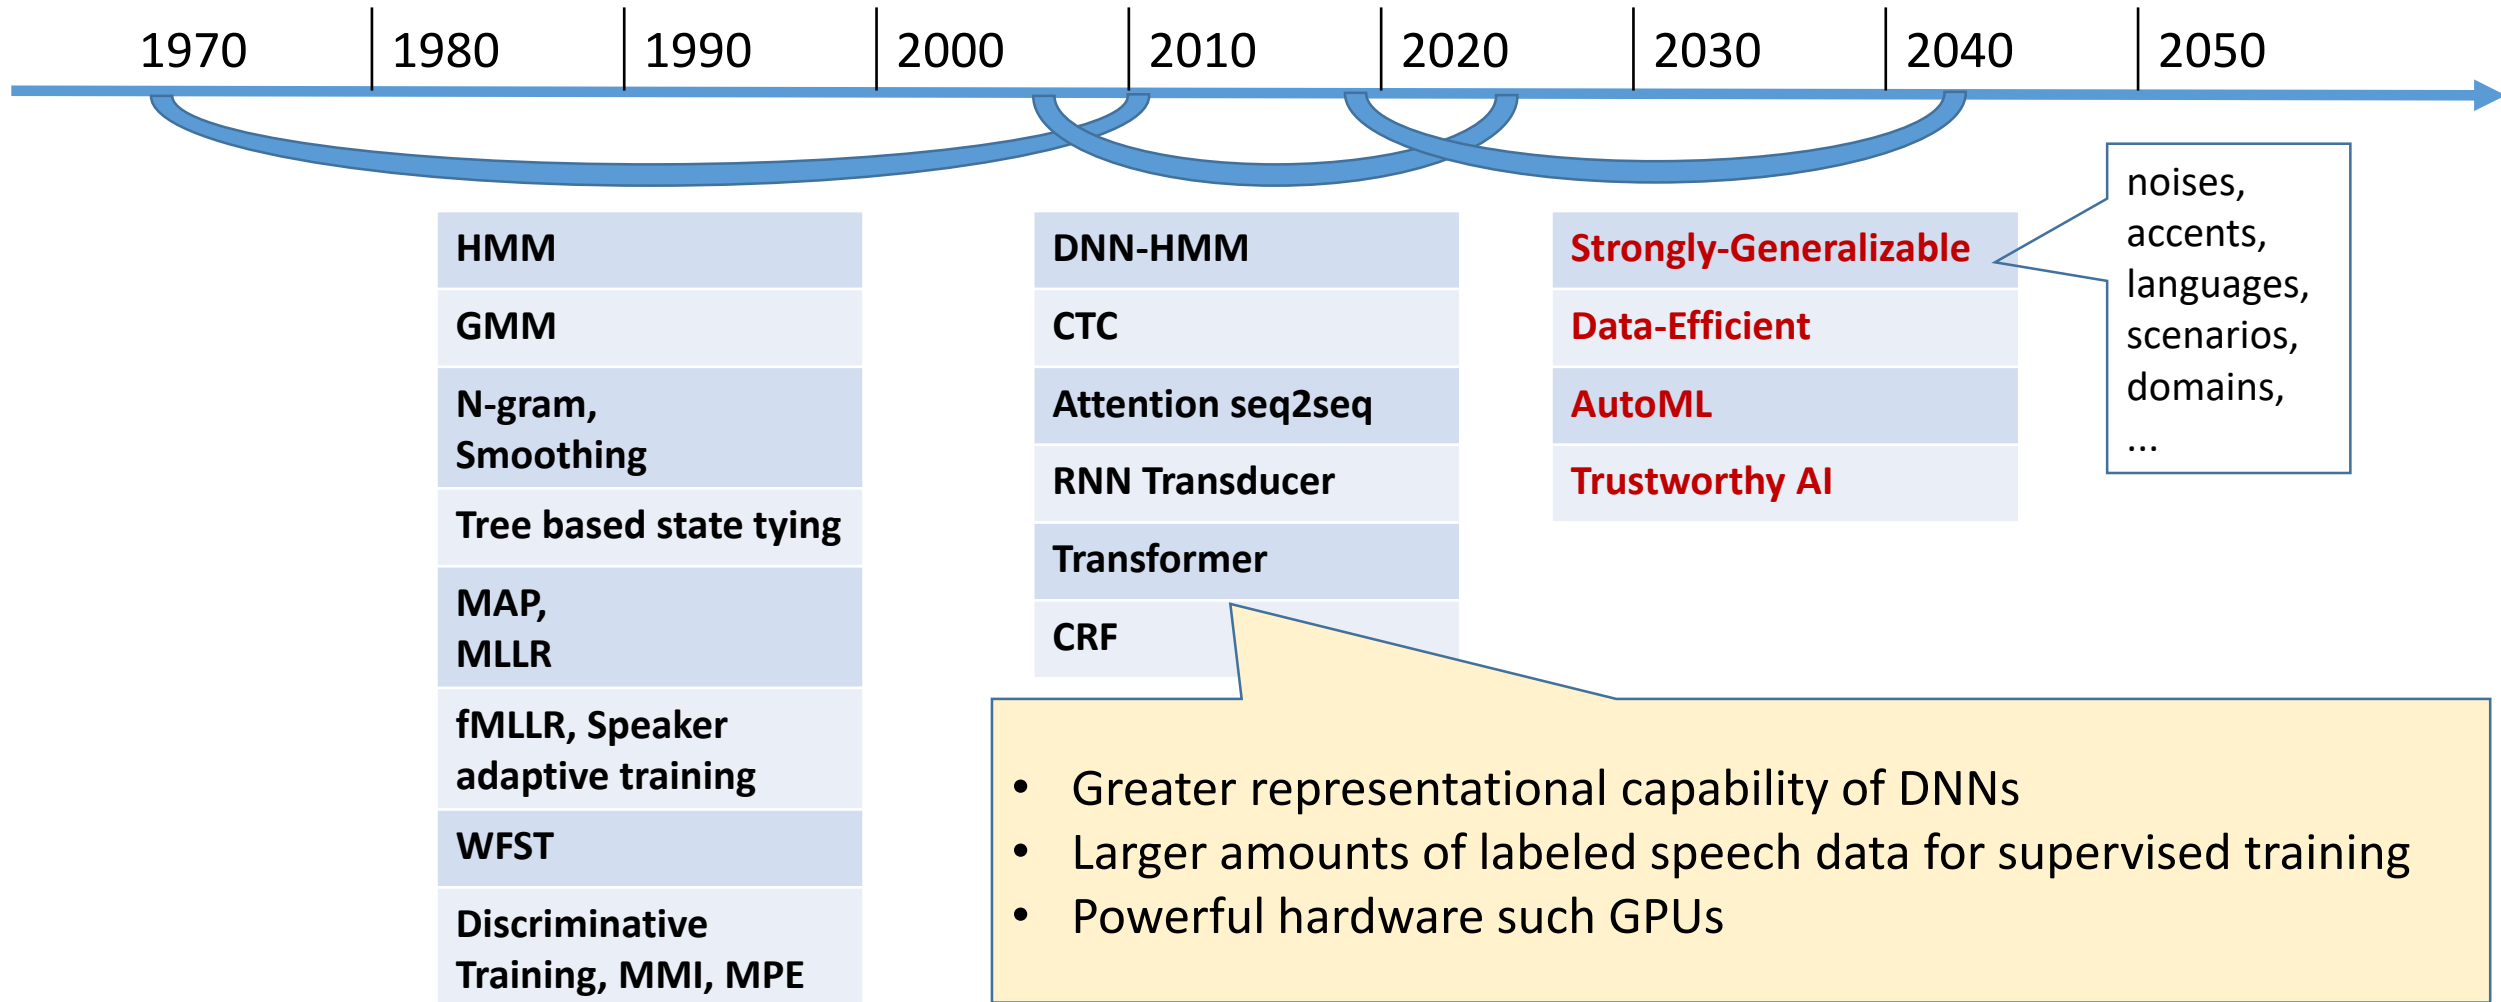 1970 1980 1990 2000 2010 2020 2030 2040 2050
HMM
GMM
N-gram,
Smoothing
Tree based state tying
MAP,
MLLR
fMLLR, Speaker
adaptive training
WFST
Discriminative
Training, MMI, MPE
DNN-HMM
CTC
Attention seq2seq
RNN Transducer
Transformer
CRF
Strongly-Generalizable
Data-Efficient
AutoML
Trustworthy AI
noises,
accents,
languages,
scenarios,
domains,
...
• Greater representational capability of DNNs
• Larger amounts of labeled speech data for supervised training
• Powerful hardware such GPUs